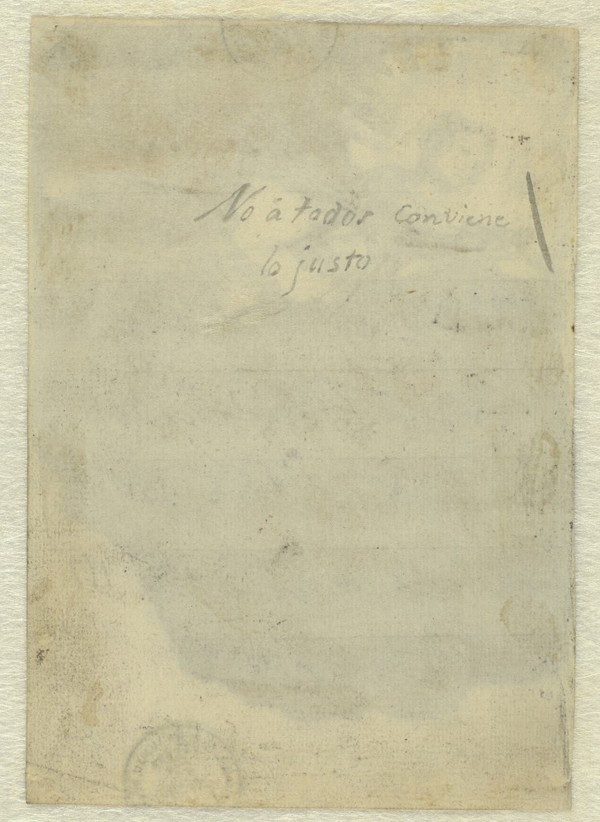 No á todos conviene
lo justo